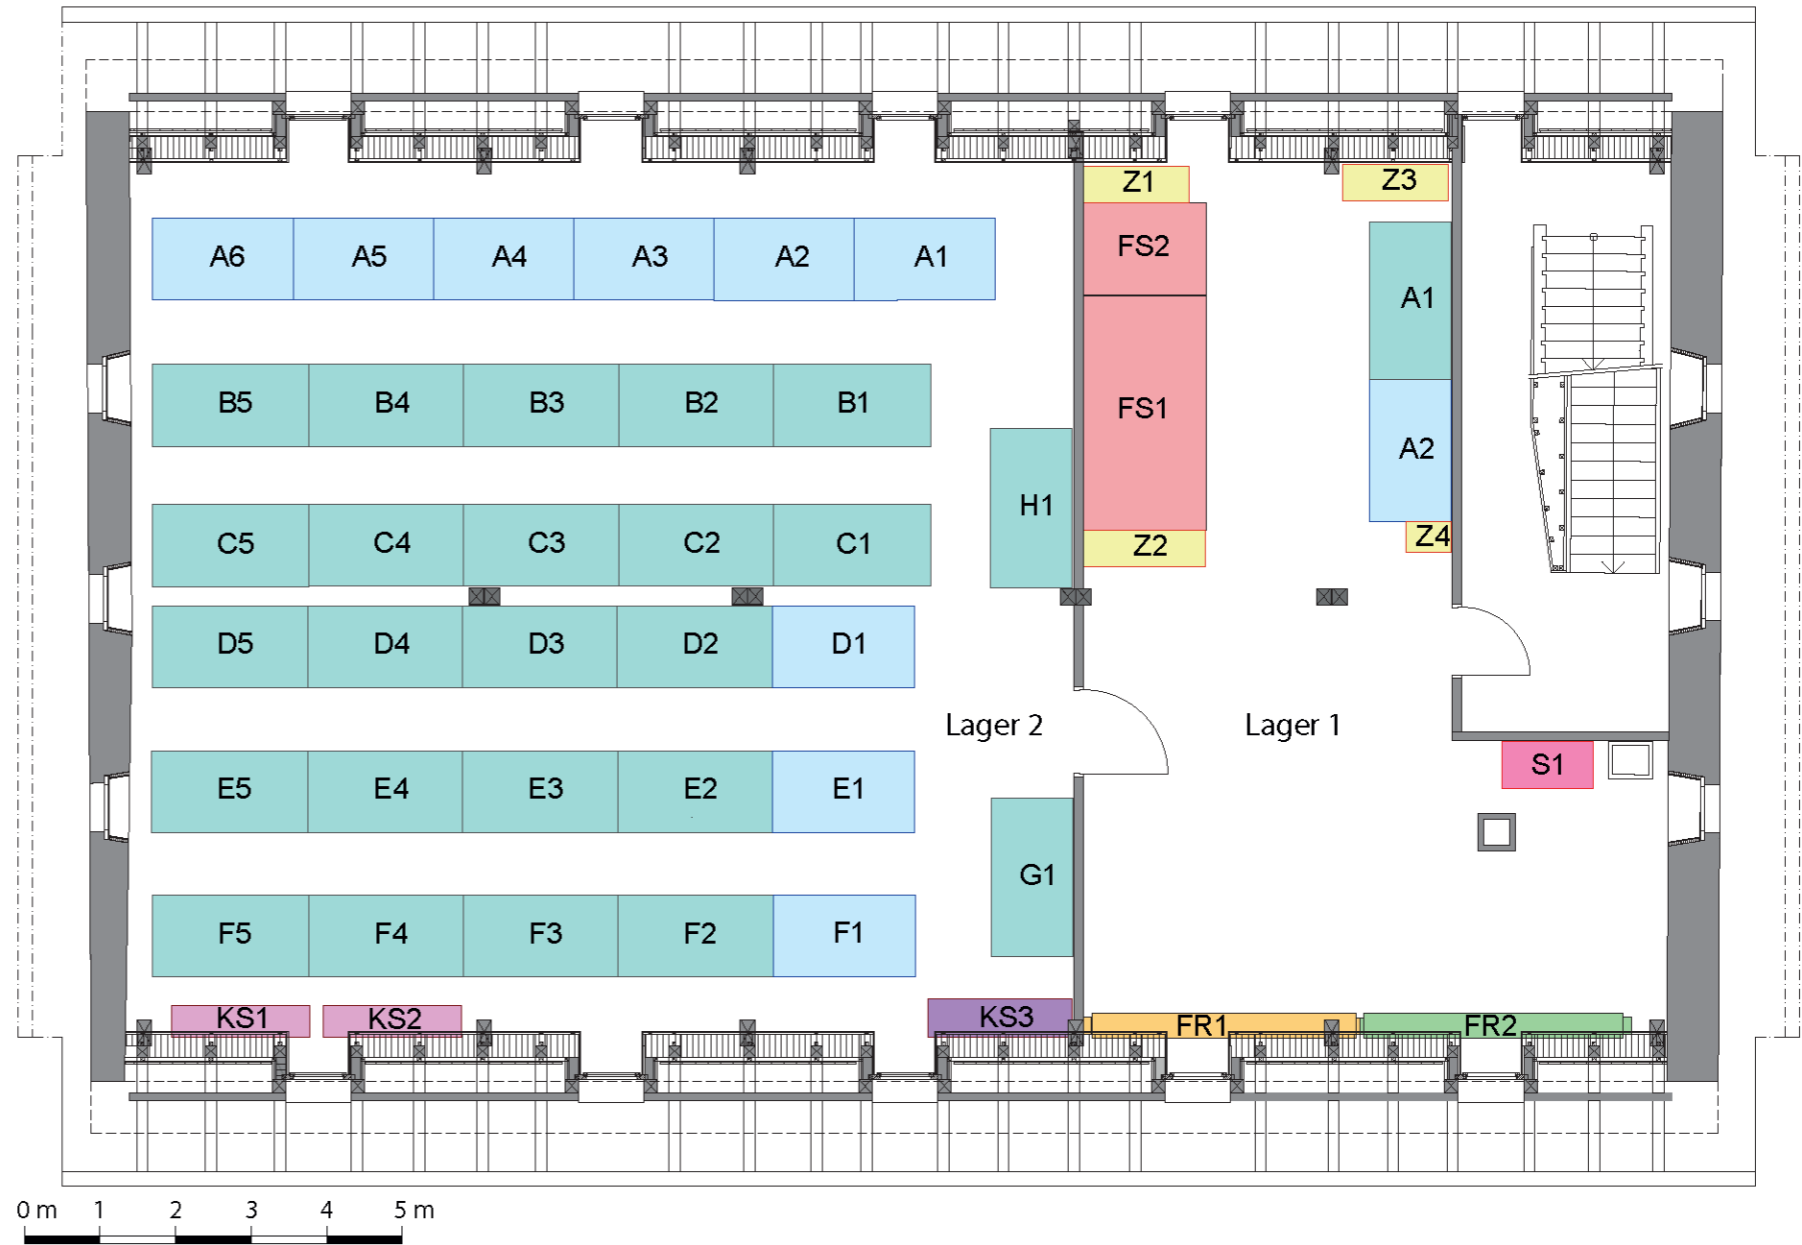 Z1
Z3
FS2
A6 A5 A4 A3 A2 A1
A1
B5 B4 B3 B2 B1
FS1
A2
H1
C5 C4 C3 C2 C1
Z2
Z4
D5 D4 D3 D2 D1
Lager 2
Lager 1
S1
E5 E4 E3 E2 E1
G1
F5 F4 F3 F2 F1
KS1 KS2 KS3 FR1 FR2
0 m 1 2 3 4 5 m